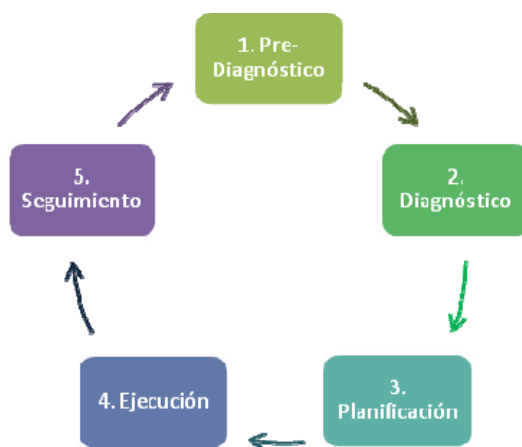 1. Pre-
Diagnóstico
2.
Diagnóstico
3.
Planificación
4. Ejecución
5.
Seguimiento